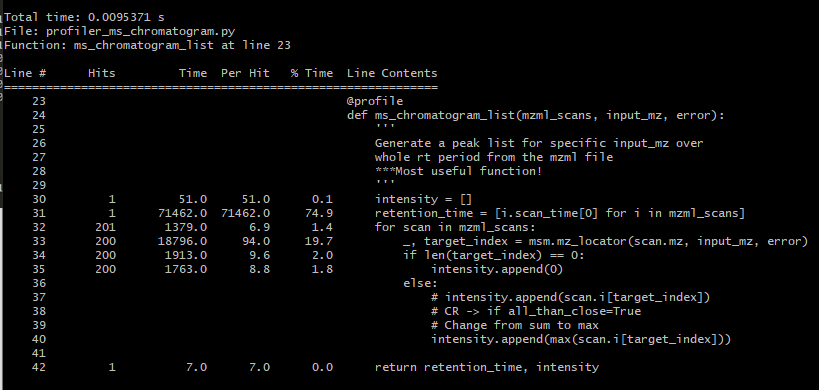 Total time: 0.0095371 s
File: profiler_ms_chromatogram.py
Function: ms_chromatogram_list at line 23

Line #      Hits         Time  Per Hit   % Time  Line Contents
==============================================================
    23                                           @profile
    24                                           def ms_chromatogram_list(mzml_scans, input_mz, error):
    25                                               '''
    26                                               Generate a peak list for specific input_mz over
    27                                               whole rt period from the mzml file
    28                                               ***Most useful function!
    29                                               '''
    30         1         51.0     51.0      0.1      intensity = []
    31         1      71462.0  71462.0     74.9      retention_time = [i.scan_time[0] for i in mzml_scans]
    32       201       1379.0      6.9      1.4      for scan in mzml_scans:
    33       200      18796.0     94.0     19.7          _, target_index = msm.mz_locator(scan.mz, input_mz, error)
    34       200       1913.0      9.6      2.0          if len(target_index) == 0:
    35       200       1763.0      8.8      1.8              intensity.append(0)
    36                                                   else:
    37                                                       # intensity.append(scan.i[target_index])
    38                                                       # CR -> if all_than_close=True
    39                                                       # Change from sum to max
    40                                                       intensity.append(max(scan.i[target_index]))
    41
    42         1          7.0      7.0      0.0      return retention_time, intensity